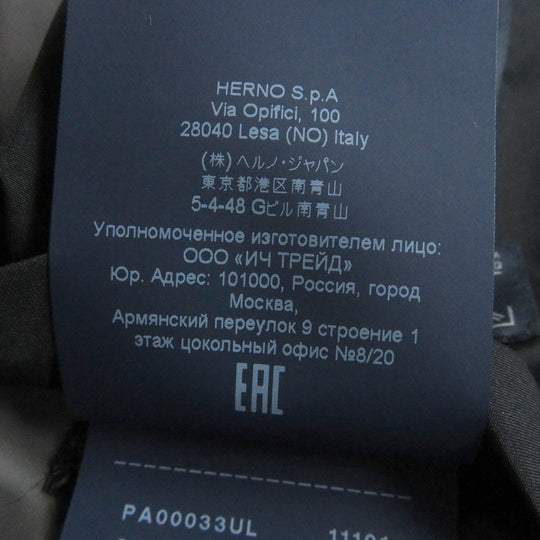 HERNO S.p.A
Via Opifici, 100
28040 Lesa (NO) Italy
(株)ヘルノ・ジャパン
東京都港区南青山
5-4-48 Gビル南青山
Уполномоченное изготовителем лицо:
ООО «ИЧ ТРЕЙД»
Юр. Адрес: 101000, Россия, город
Москва,
Армянский переулок 9 строение 1
этаж цокольный офис №8/20
EAC
PA00033UL 11101